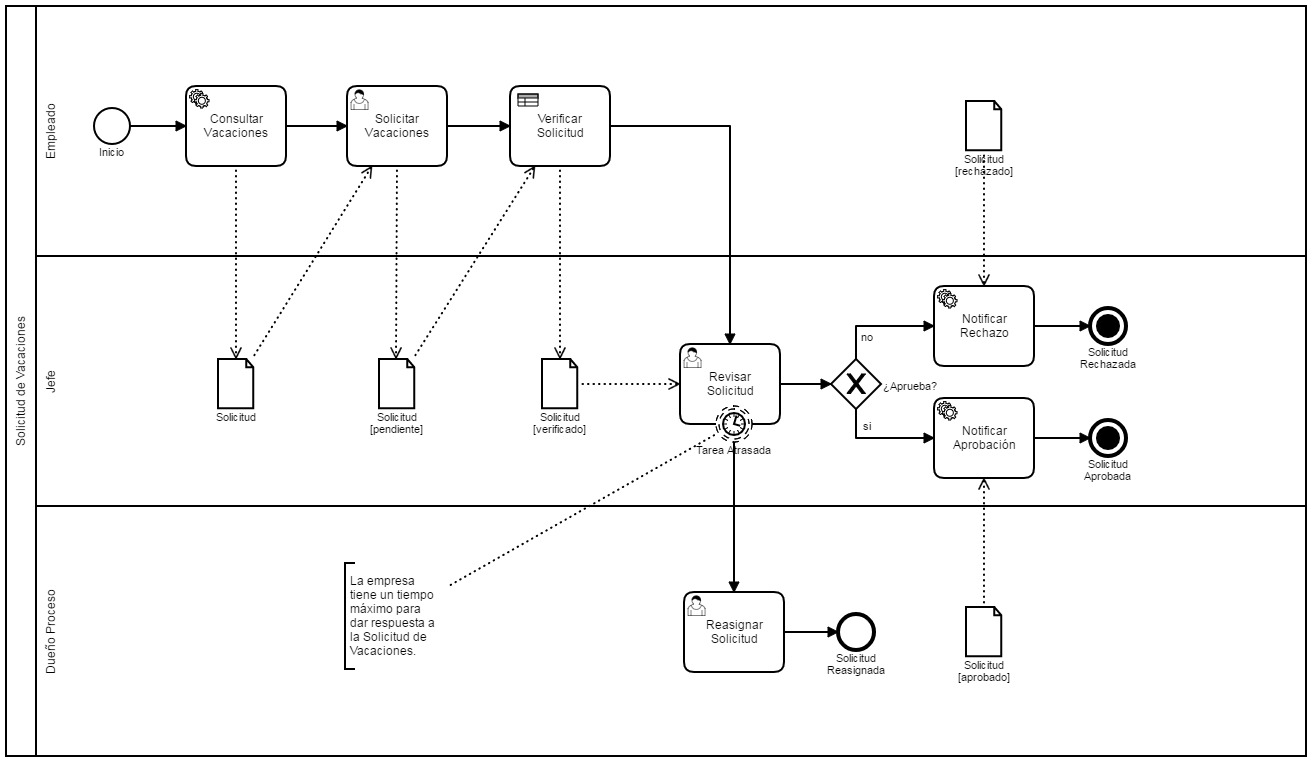 Solicitud de Vacaciones
Empleado
Inicio
Consultar
Vacaciones
Solicitar
Vacaciones
Verificar
Solicitud
Solicitud
[rechazado]
Jefe
Solicitud
Solicitud
[pendiente]
Solicitud
[verificado]
Revisar
Solicitud
Tarea Atrasada
¿Aprueba?
no
si
Notificar
Rechazo
Solicitud
Rechazada
Notificar
Aprobación
Solicitud
Aprobada
Dueño Proceso
La empresa
tiene un tiempo
máximo para
dar respuesta a
la Solicitud de
Vacaciones.
Reasignar
Solicitud
Solicitud
Reasignada
Solicitud
[aprobado]